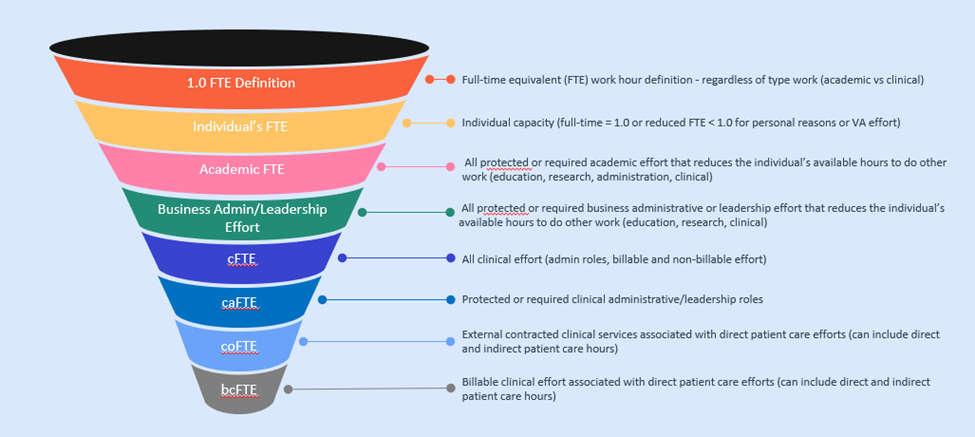 1.0 FTE Definition
Full-time equivalent (FTE) work hour definition - regardless of type work (academic vs clinical)
Individual's FTE
Individual capacity (full-time = 1.0 or reduced FTE < 1.0 for personal reasons or VA effort)
Academic FTE
All protected or required academic effort that reduces the individual's available hours to do other
work (education, research, administration, clinical)
Business Admin/Leadership
Effort
All protected or required business administrative or leadership effort that reduces the individual's
available hours to do other work (education, research, clinical)
cFTE
All clinical effort (admin roles, billable and non-billable effort)
caFTE
Protected or required clinical administrative/leadership roles
coFTE
External contracted clinical services associated with direct patient care efforts (can include direct
and indirect patient care hours)
bcFTE
Billable clinical effort associated with direct patient care efforts (can include direct and indirect
patient care hours)